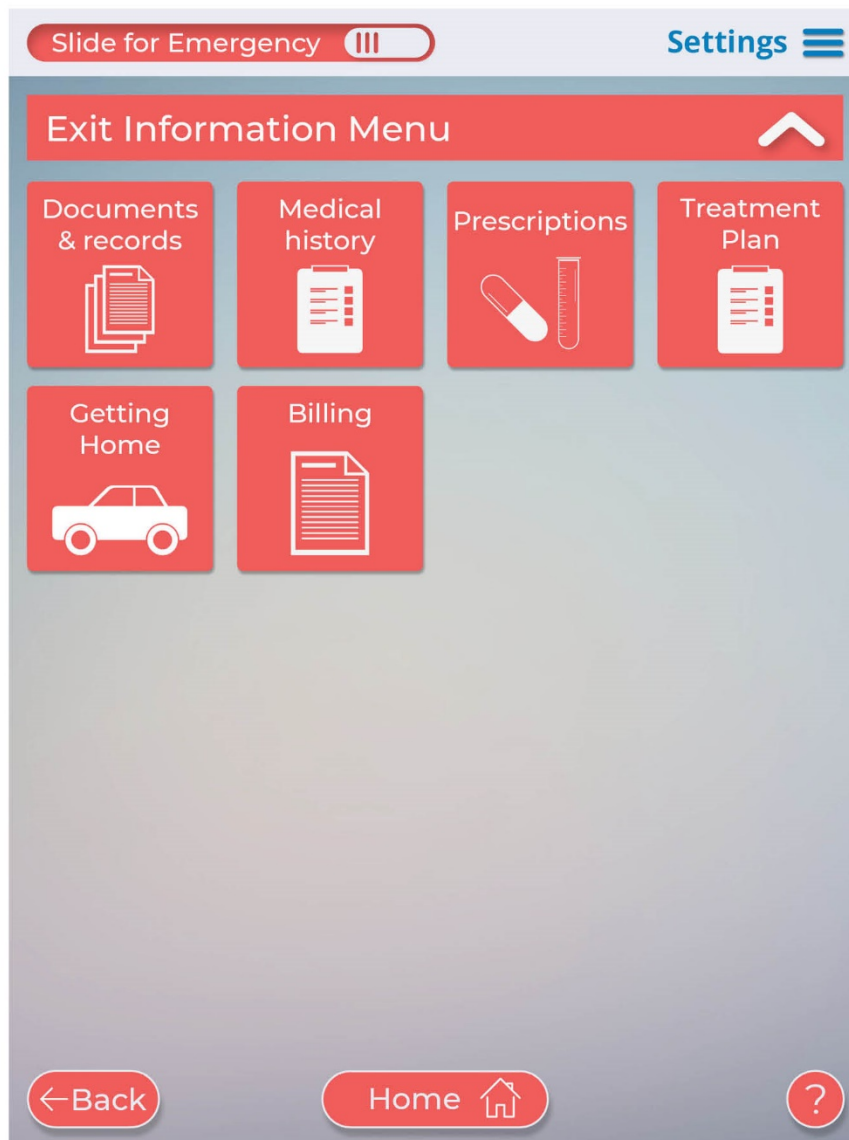 Slide for Emergency
Settings
Exit Information Menu
Documents
& records
Medical
history
Prescriptions
Treatment
Plan
Getting
Home
Billing
←Back
Home
?